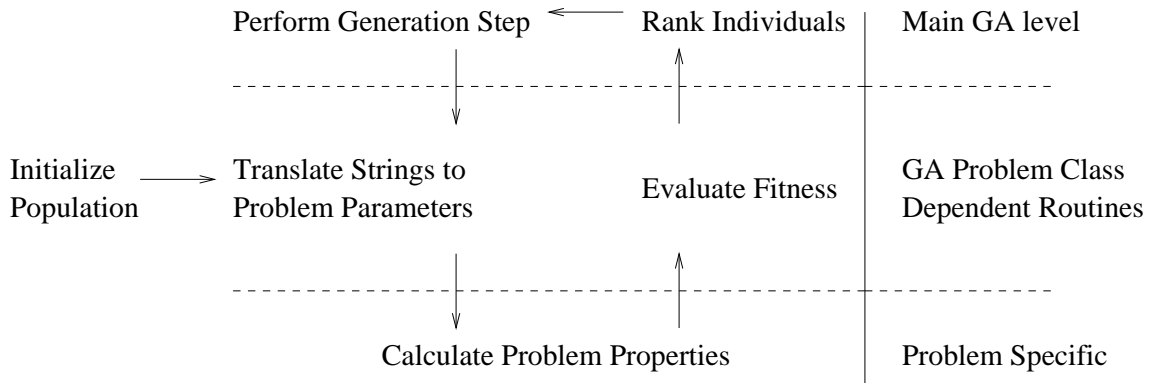 Perform Generation Step
Rank Individuals
Main GA level
Initialize
Population
Translate Strings to
Problem Parameters
Evaluate Fitness
GA Problem Class
Dependent Routines
Calculate Problem Properties
Problem Specific